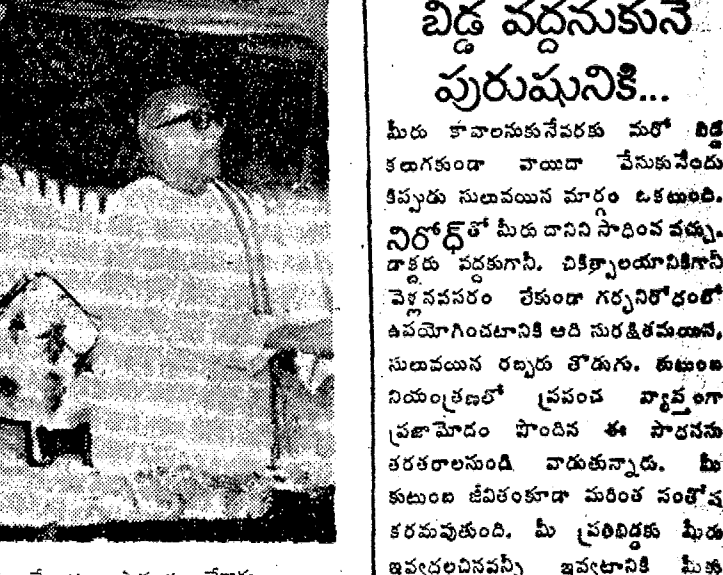 బిడ్డ వద్దనుకునే
పురుషునికి...
మీరు కావాలనుకునేవరకు మరో బిడ్డ
కలుగకుండా వాయిదా వేసుకునేందు
కిప్పుడు సులువయిన మార్గం ఒకటుంది.
నిరోధ్‌తో మీరు దానిని సాధించ వచ్చు.
డాక్టరు వద్దకుగానీ, చికిత్సాలయానికిగానీ
వెళ్లనవసరం లేకుండా గర్భనిరోధంలో
ఉపయోగించటానికి అది సురక్షితమయిన,
సులువయిన రబ్బరు తొడుగు. కుటుంబ
నియంత్రణలో ప్రపంచ వ్యాప్తంగా
ప్రజామోదం పొందిన ఈ సాధనను
తరతరాలనుండి వాడుతున్నారు. మీ
కుటుంబ జీవితంకూడా మరింత సంతోష
కరమవుతుంది. మీ ప్రతిబిడ్డకు మీరు
ఇవ్వదలచినవన్నీ ఇవ్వటానికి మీకు